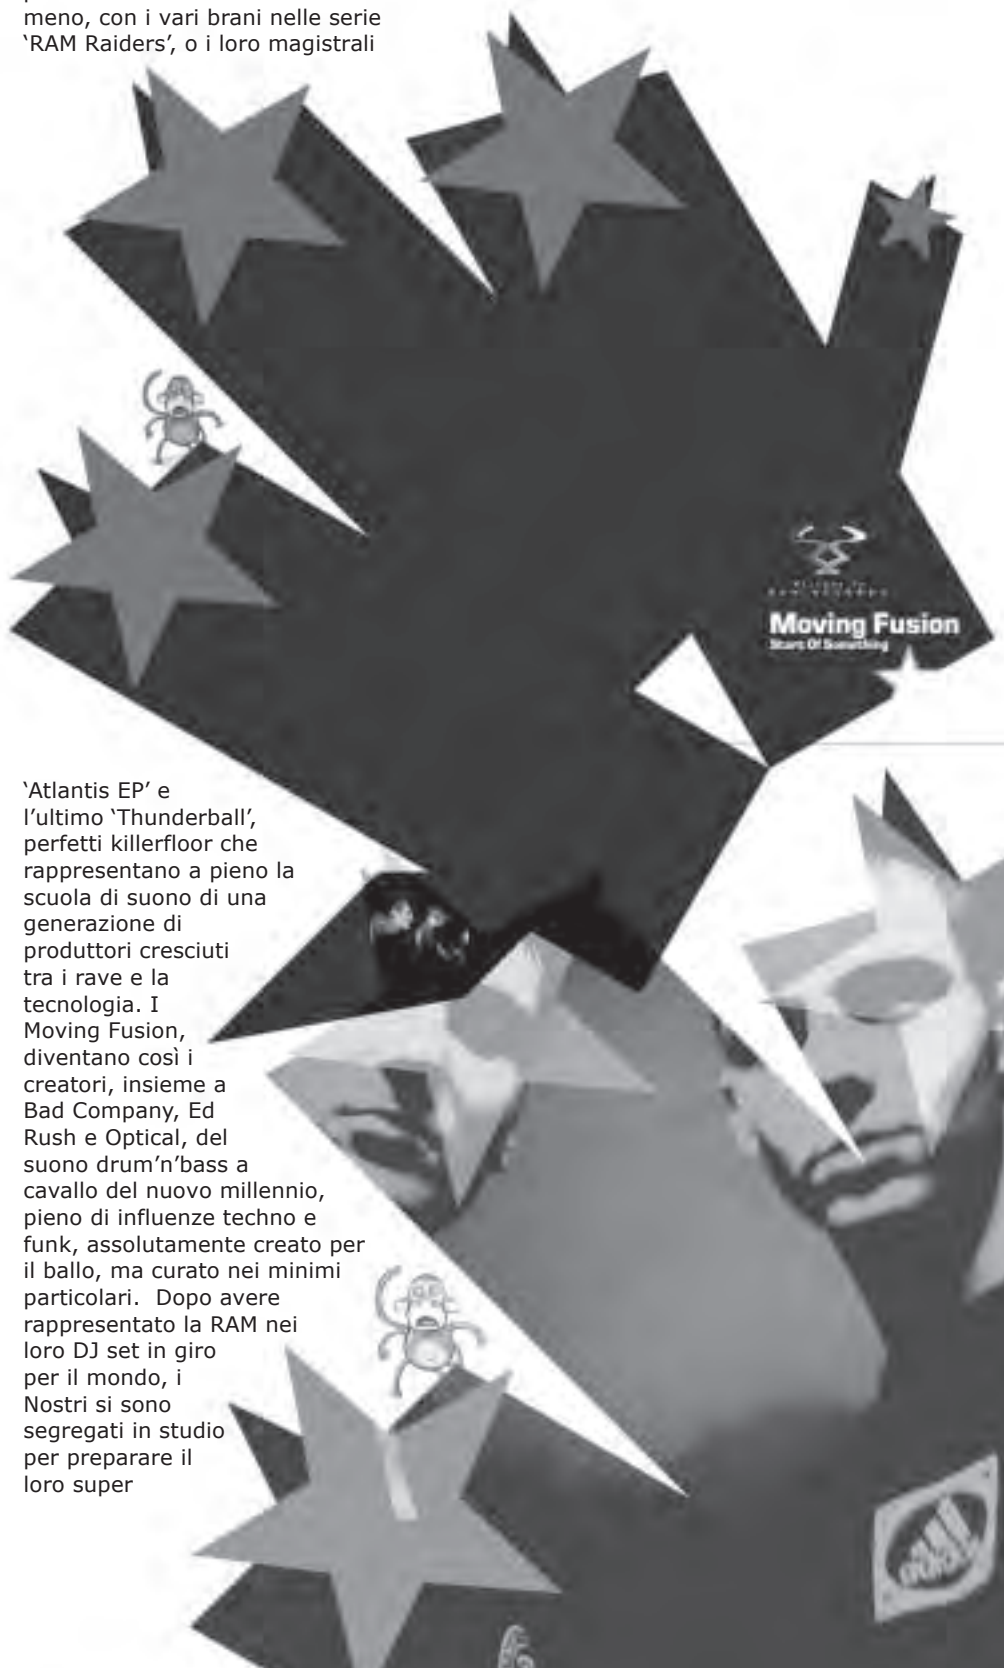 meno, con i vari brani nelle serie
‘RAM Raiders’, o i loro magistrali
Moving Fusion
Start Of Something
‘Atlantis EP’ e
l’ultimo ‘Thunderball’,
perfetti killerfloor che
rappresentano a pieno la
scuola di suono di una
generazione di
produttori cresciuti
tra i rave e la
tecnologia. I
Moving Fusion,
diventano così i
creatori, insieme a
Bad Company, Ed
Rush e Optical, del
suono drum’n’bass a
cavallo del nuovo millennio,
pieno di influenze techno e
funk, assolutamente creato per
il ballo, ma curato nei minimi
particolari.  Dopo avere
rappresentato la RAM nei
loro DJ set in giro
per il mondo, i
Nostri si sono
segregati in studio
per preparare il
loro super
adidas